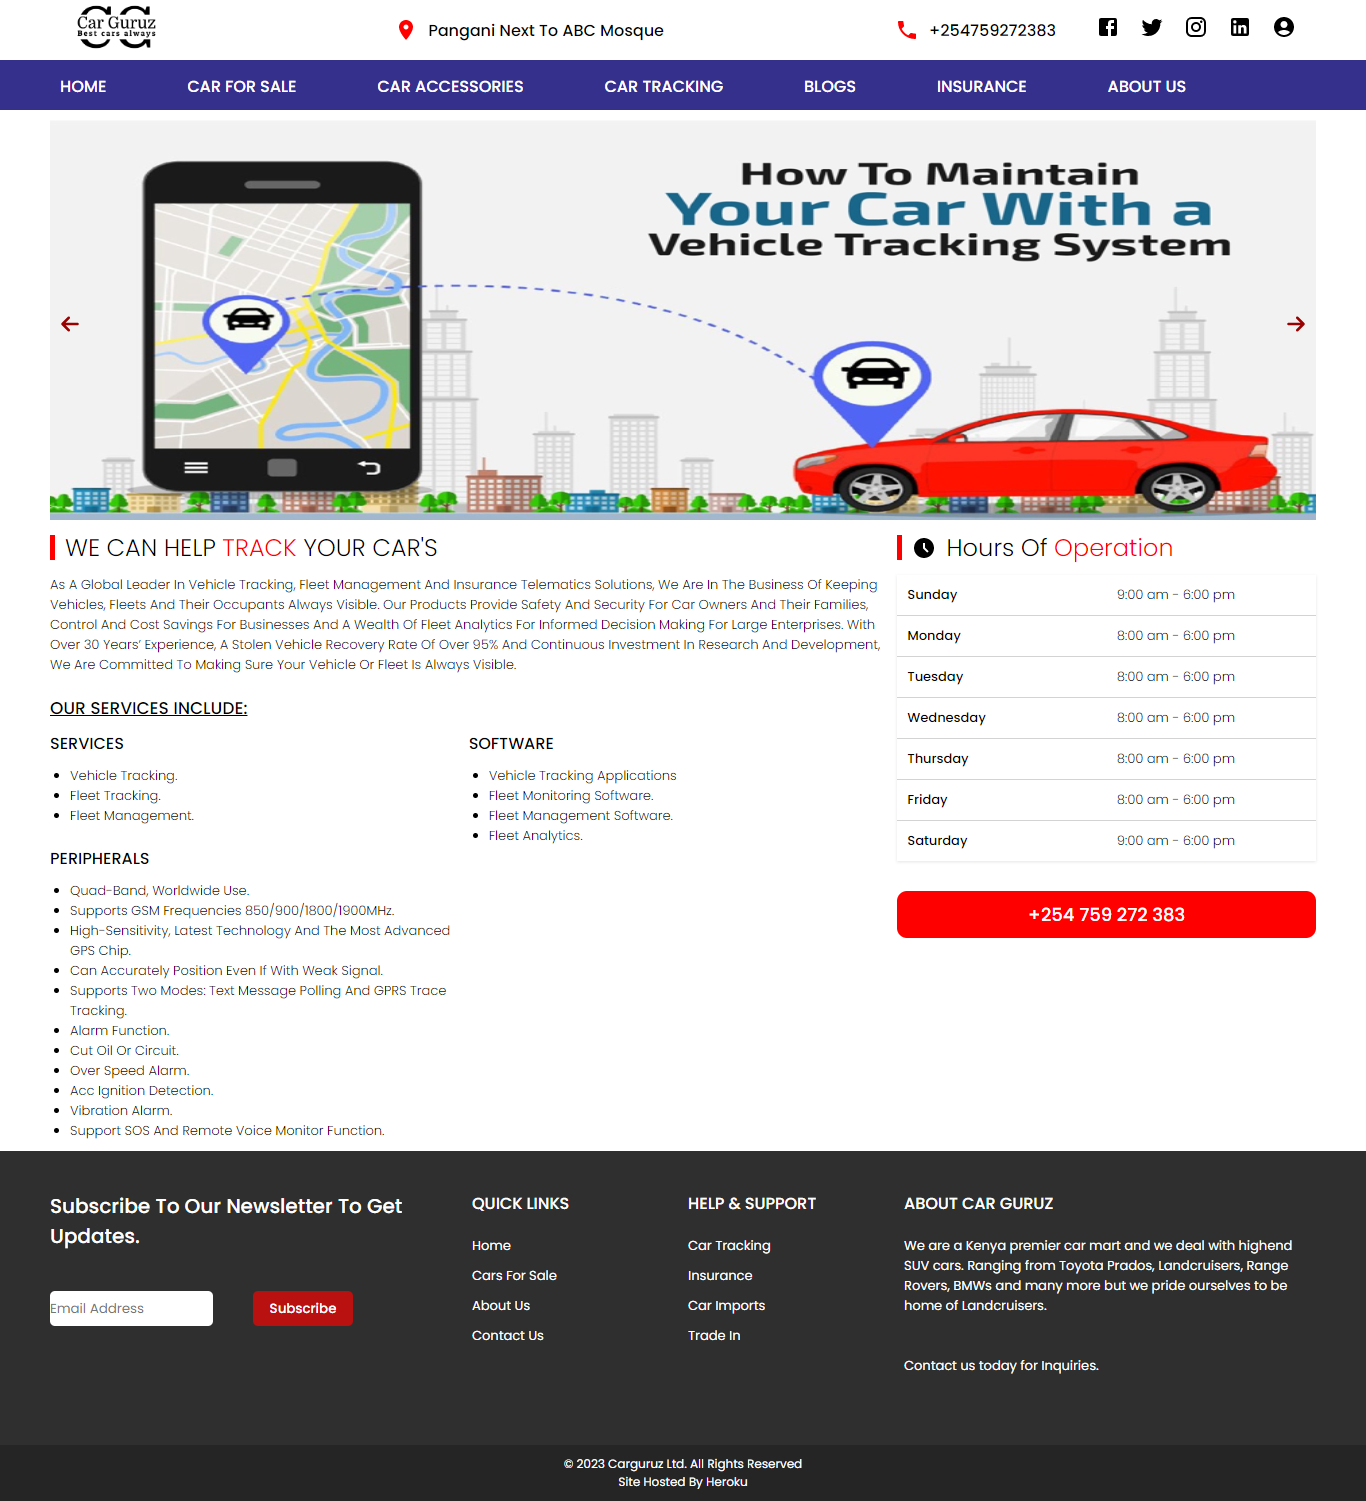 Car Guruz
Best cars always
Pangani Next To ABC Mosque
+254759272383
HOME
CAR FOR SALE
CAR ACCESSORIES
CAR TRACKING
BLOGS
INSURANCE
ABOUT US
How To Maintain
Your Car With a
Vehicle Tracking System
WE CAN HELP TRACK YOUR CAR'S
As A Global Leader In Vehicle Tracking, Fleet Management And Insurance Telematics Solutions, We Are In The Business Of Keeping
Vehicles, Fleets And Their Occupants Always Visible. Our Products Provide Safety And Security For Car Owners And Their Families,
Control And Cost Savings For Businesses And A Wealth Of Fleet Analytics For Informed Decision Making For Large Enterprises. With
Over 30 Years’ Experience, A Stolen Vehicle Recovery Rate Of Over 95% And Continuous Investment In Research And Development,
We Are Committed To Making Sure Your Vehicle Or Fleet Is Always Visible.
OUR SERVICES INCLUDE:
SERVICES
Vehicle Tracking.
Fleet Tracking.
Fleet Management.
SOFTWARE
Vehicle Tracking Applications
Fleet Monitoring Software.
Fleet Management Software.
Fleet Analytics.
PERIPHERALS
Quad-Band, Worldwide Use.
Supports GSM Frequencies 850/900/1800/1900MHz.
High-Sensitivity, Latest Technology And The Most Advanced
GPS Chip.
Can Accurately Position Even If With Weak Signal.
Supports Two Modes: Text Message Polling And GPRS Trace
Tracking.
Alarm Function.
Cut Oil Or Circuit.
Over Speed Alarm.
Acc Ignition Detection.
Vibration Alarm.
Support SOS And Remote Voice Monitor Function.
Hours Of Operation
Sunday 9:00 am - 6:00 pm
Monday 8:00 am - 6:00 pm
Tuesday 8:00 am - 6:00 pm
Wednesday 8:00 am - 6:00 pm
Thursday 8:00 am - 6:00 pm
Friday 8:00 am - 6:00 pm
Saturday 9:00 am - 6:00 pm
+254 759 272 383
Subscribe To Our Newsletter To Get
Updates.
Email Address
Subscribe
QUICK LINKS
Home
Cars For Sale
About Us
Contact Us
HELP & SUPPORT
Car Tracking
Insurance
Car Imports
Trade In
ABOUT CAR GURUZ
We are a Kenya premier car mart and we deal with highend
SUV cars. Ranging from Toyota Prados, Landcruisers, Range
Rovers, BMWs and many more but we pride ourselves to be
home of Landcruisers.
Contact us today for Inquiries.
© 2023 Carguruz Ltd. All Rights Reserved
Site Hosted By Heroku